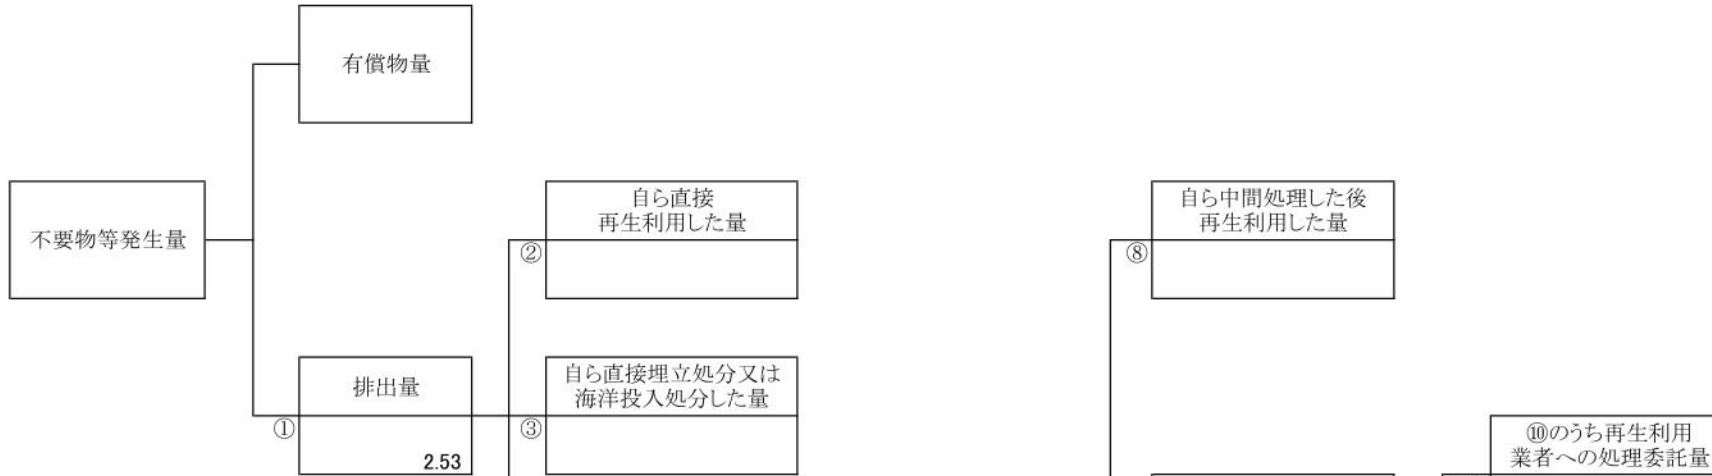 有償物量
不要物等発生量
自ら直接
再生利用した量
②
自ら中間処理した後
再生利用した量
⑧
排出量
①
2.53
自ら直接埋立処分又は
海洋投入処分した量
③
⑩のうち再生利用
業者への処理委託量